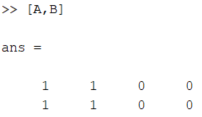 >> [A,B]
ans =
1 1 0 0
1 1 0 0